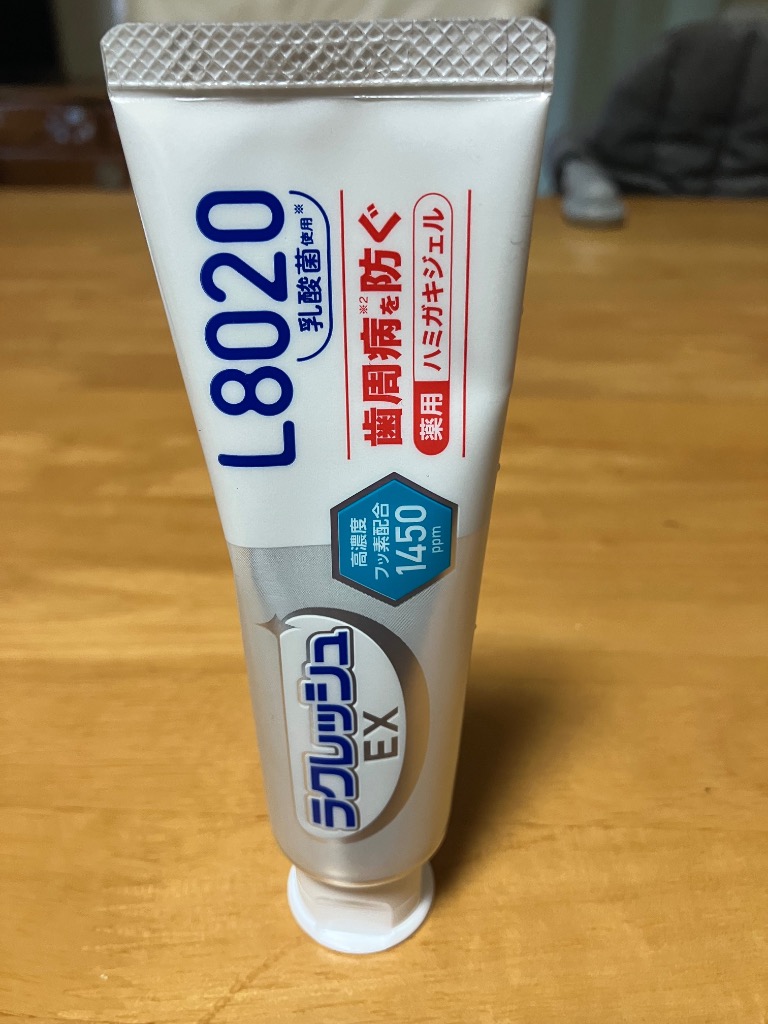 L8020
乳酸菌使用※
歯周病※2を防ぐ
薬用 ハミガキジェル
高濃度
フッ素配合
1450
ppm
ラクレッシュ
EX